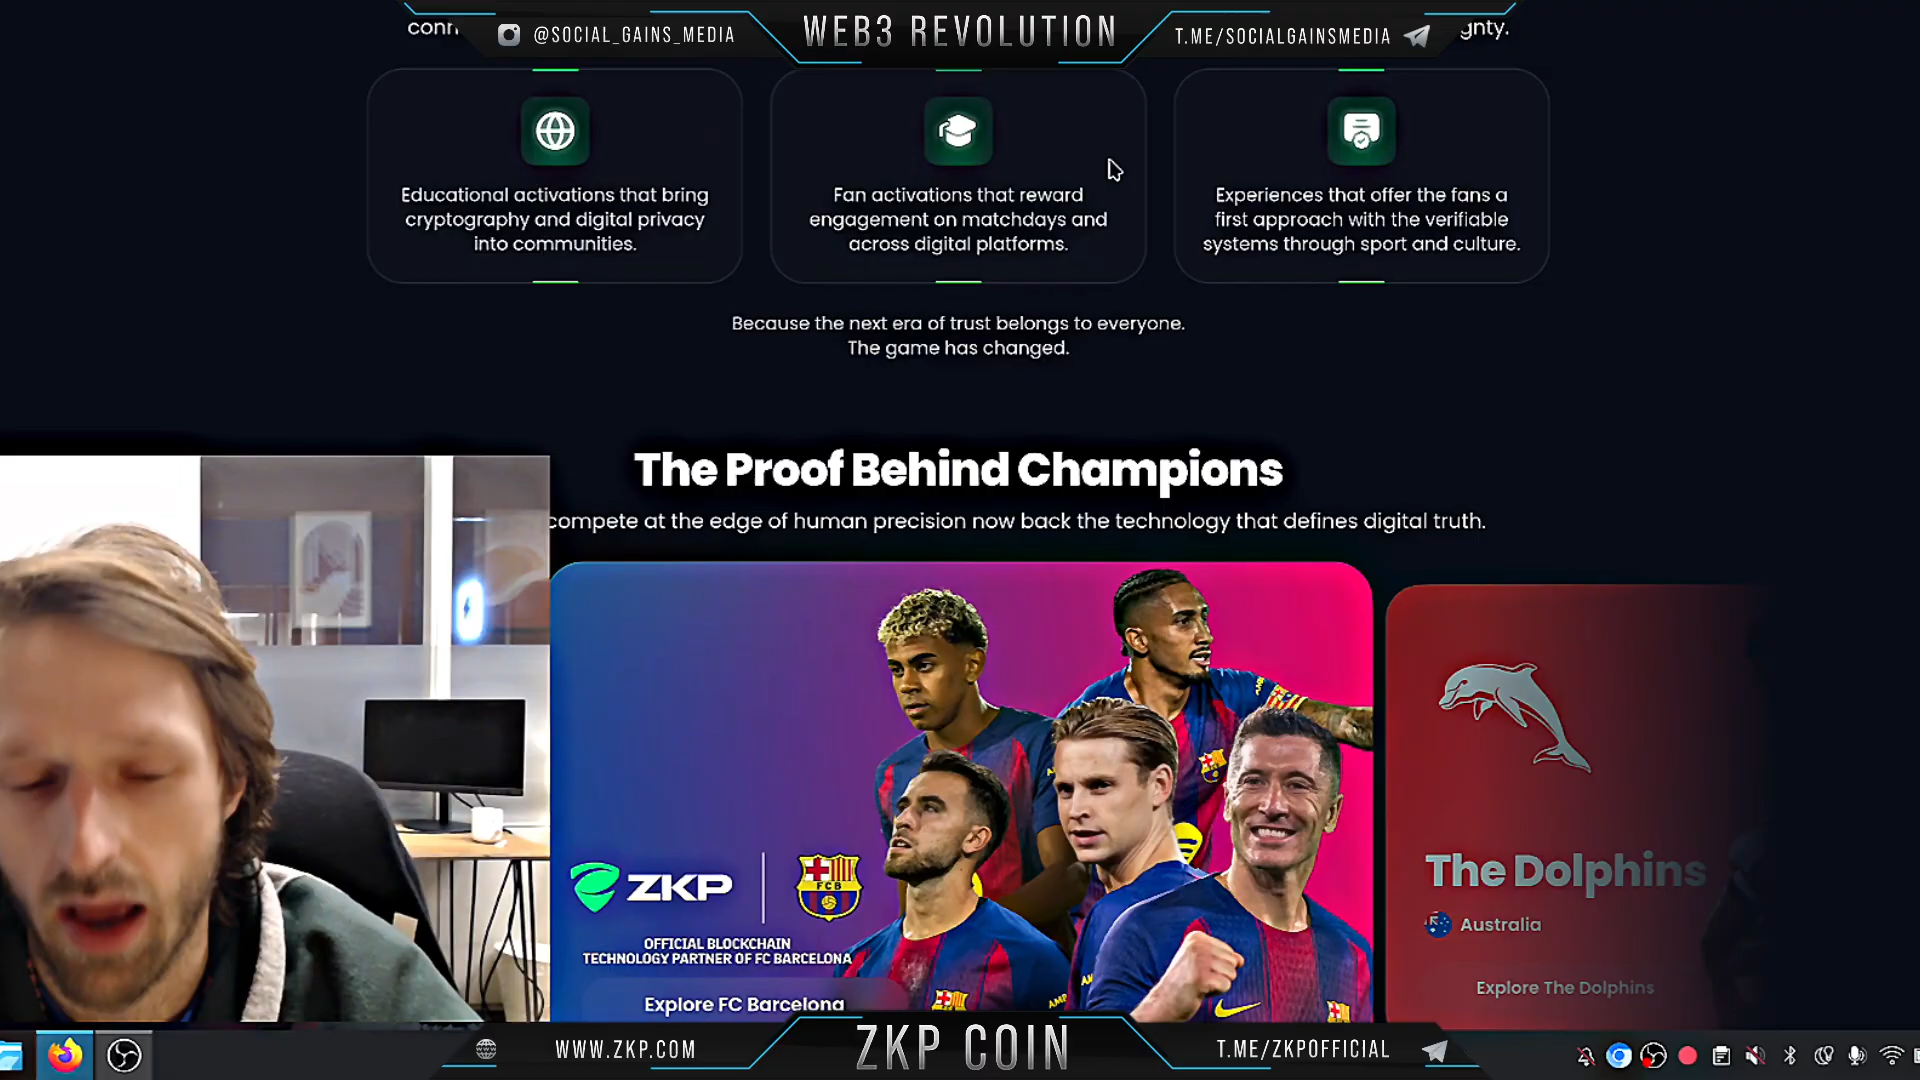 @SOCIAL_GAINS_MEDIA
WEB3 REVOLUTION
T.ME/SOCIALGAINSMEDIA
gnty.
Educational activations that bring
cryptography and digital privacy
into communities.
Fan activations that reward
engagement on matchdays and
across digital platforms.
Experiences that offer the fans a
first approach with the verifiable
systems through sport and culture.
Because the next era of trust belongs to everyone.
The game has changed.
The Proof Behind Champions
compete at the edge of human precision now back the technology that defines digital truth.
ZKP
FCB
OFFICIAL BLOCKCHAIN
TECHNOLOGY PARTNER OF FC BARCELONA
Explore FC Barcelona
The Dolphins
Australia
Explore The Dolphins
WWW.ZKP.COM
ZKP COIN
T.ME/ZKPOFFICIAL